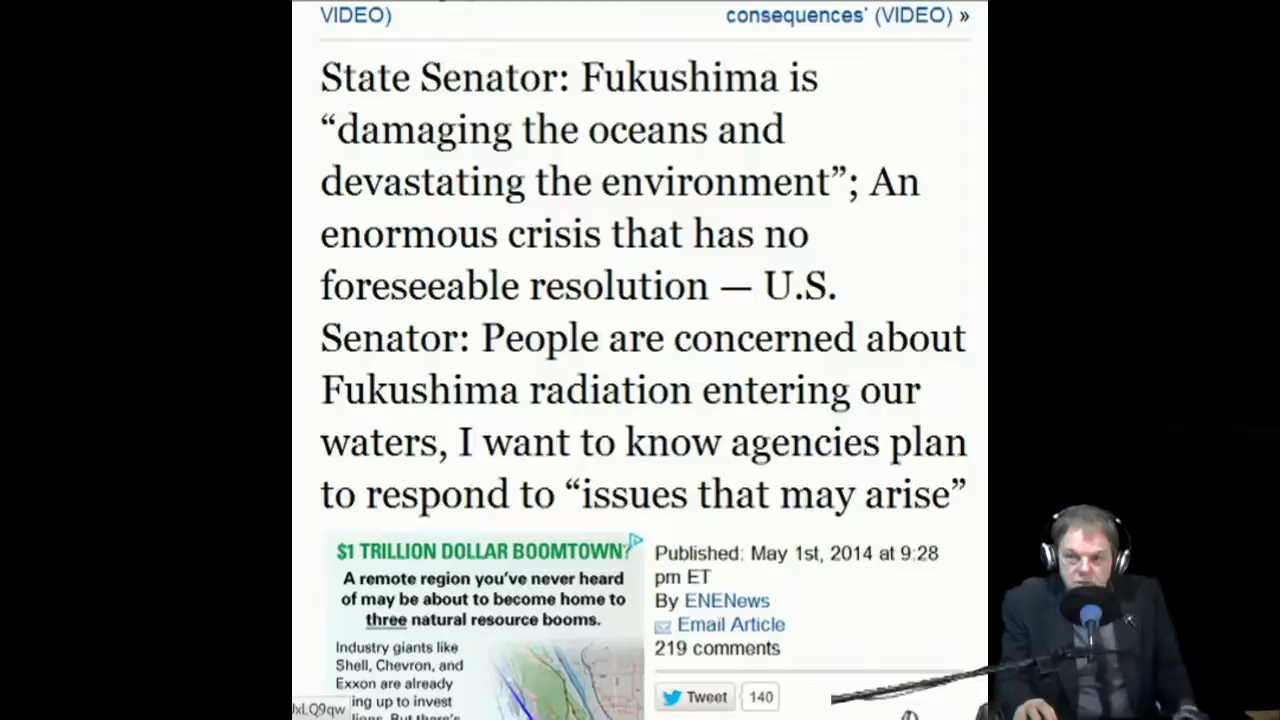 VIDEO)
consequences' (VIDEO) »
State Senator: Fukushima is
“damaging the oceans and
devastating the environment”; An
enormous crisis that has no
foreseeable resolution — U.S.
Senator: People are concerned about
Fukushima radiation entering our
waters, I want to know agencies plan
to respond to “issues that may arise”
$1 TRILLION DOLLAR BOOMTOWN?
A remote region you've never heard
of may be about to become home to
three natural resource booms.
Industry giants like
Shell, Chevron, and
Exxon are already
ing up to invest
Published: May 1st, 2014 at 9:28
pm ET
By ENENews
Email Article
219 comments
Tweet 140